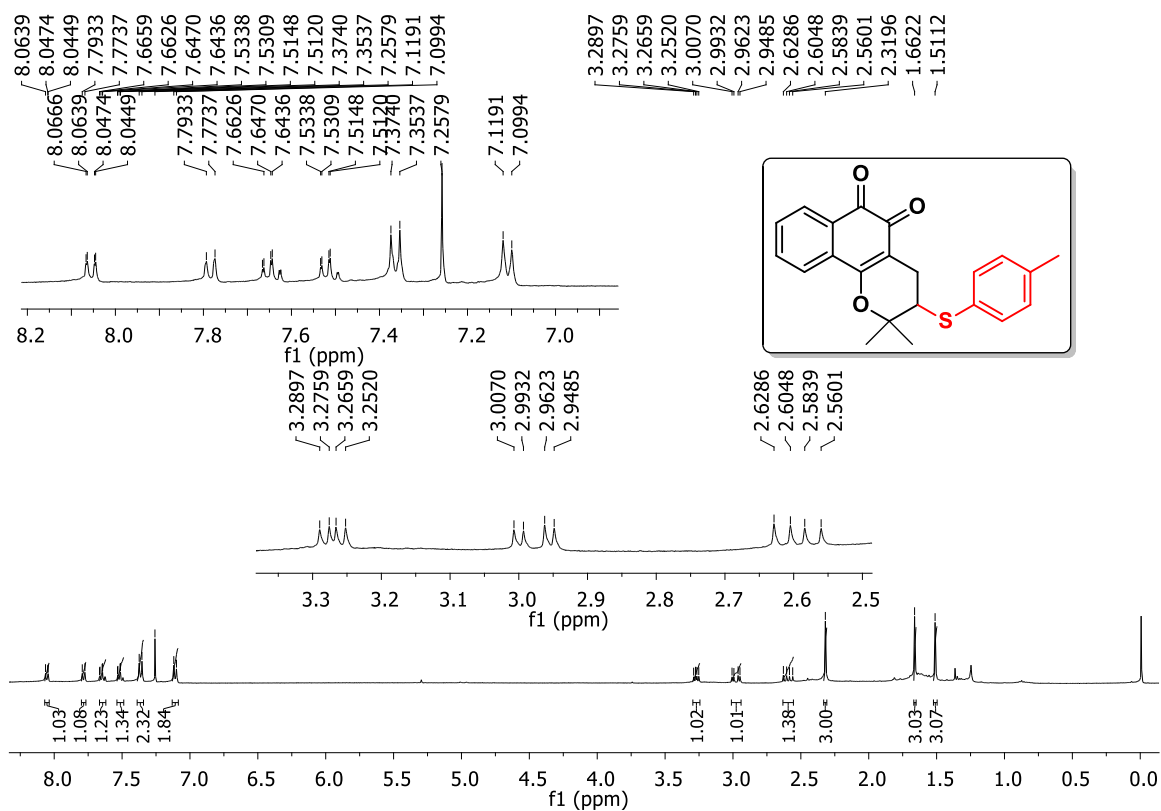 8.0639 8.0474 8.0449 7.7933 7.7737 7.6659 7.6626 7.6470 7.6436 7.5338 7.5309 7.5148 7.5120 7.3740 7.3537 7.2579 7.1191 7.0994
3.2897 3.2759 3.2659 3.2520 3.0070 2.9932 2.9623 2.9485 2.6286 2.6048 2.5839 2.5601 2.3196 1.6622 1.5112
8.0666 8.0639 8.0474 8.0449 7.7933 7.7737 7.6626 7.6470 7.6436 7.5338 7.5309 7.5148 7.5120 7.3740 7.3537 7.2579 7.1191 7.0994
8.2 8.0 7.8 7.6 7.4 7.2 7.0
f1 (ppm)
O
O
O
S
3.2897 3.2759 3.2659 3.2520 3.0070 2.9932 2.9623 2.9485 2.6286 2.6048 2.5839 2.5601
3.3 3.2 3.1 3.0 2.9 2.8 2.7 2.6 2.5
f1 (ppm)
1.03 1.08 1.23 1.34 2.32 1.84 1.02 1.01 1.38 3.00 3.03 3.07
8.0 7.5 7.0 6.5 6.0 5.5 5.0 4.5 4.0 3.5 3.0 2.5 2.0 1.5 1.0 0.5 0.0
f1 (ppm)